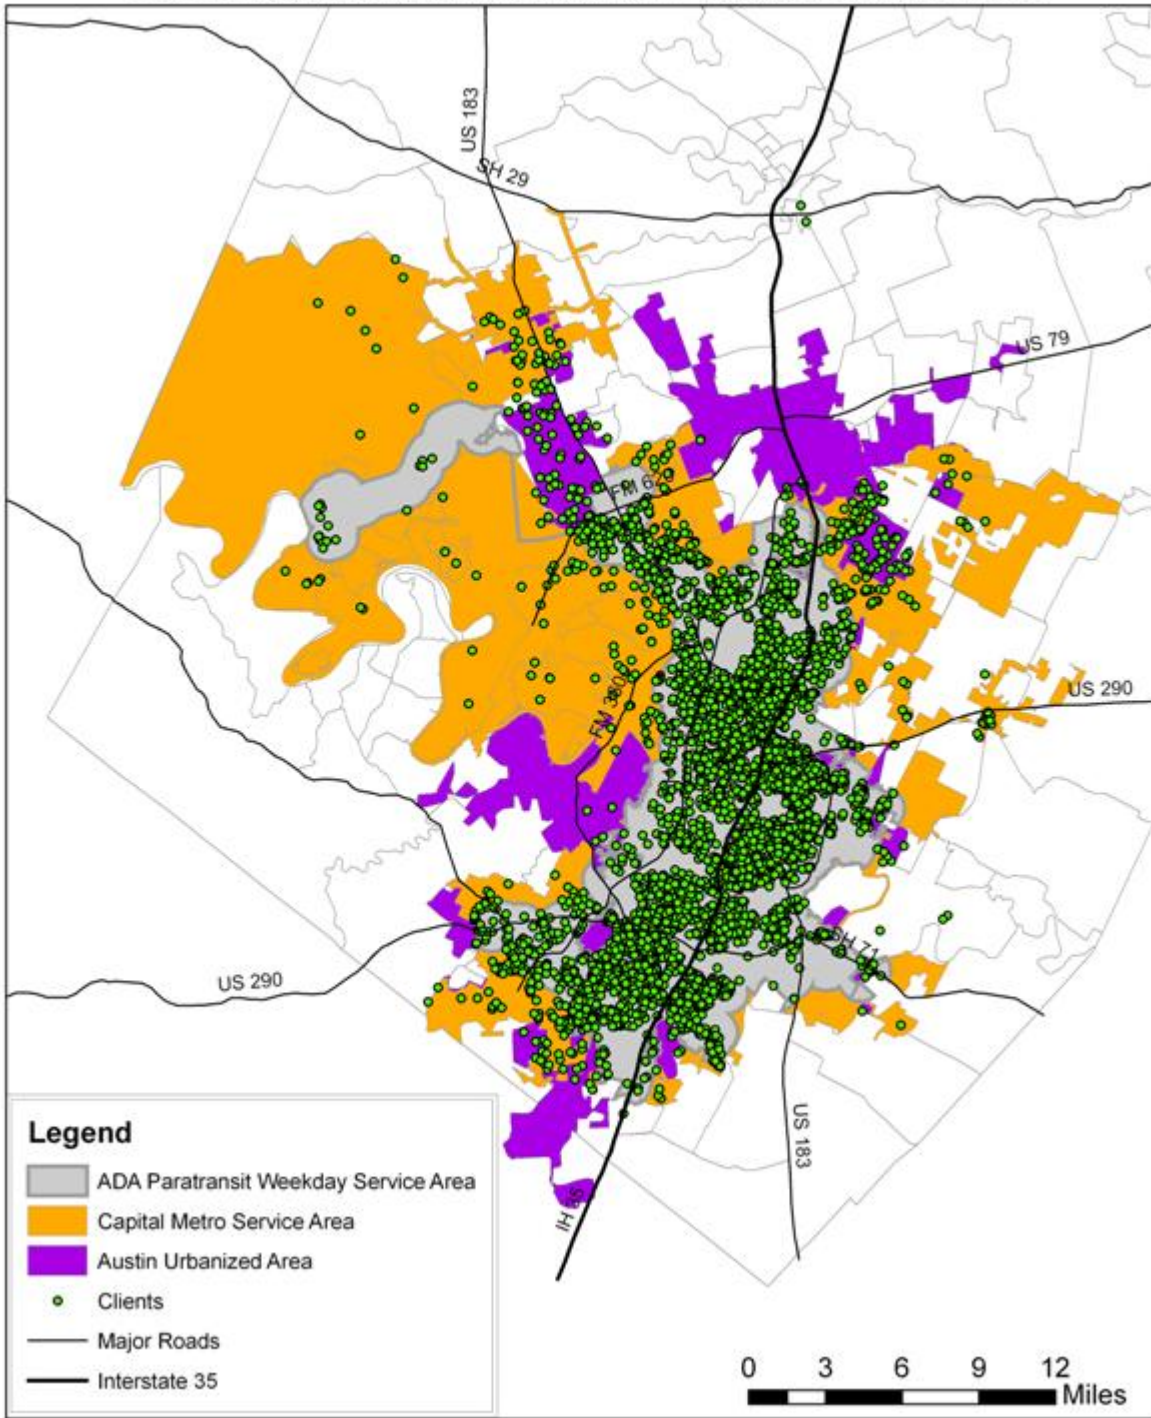 US 183
SH 29
US 79
FM 620
FM 360
US 290
SH 71
US 290
US 183
IH 35
Legend
ADA Paratransit Weekday Service Area
Capital Metro Service Area
Austin Urbanized Area
Clients
Major Roads
Interstate 35
0 3 6 9 12
Miles